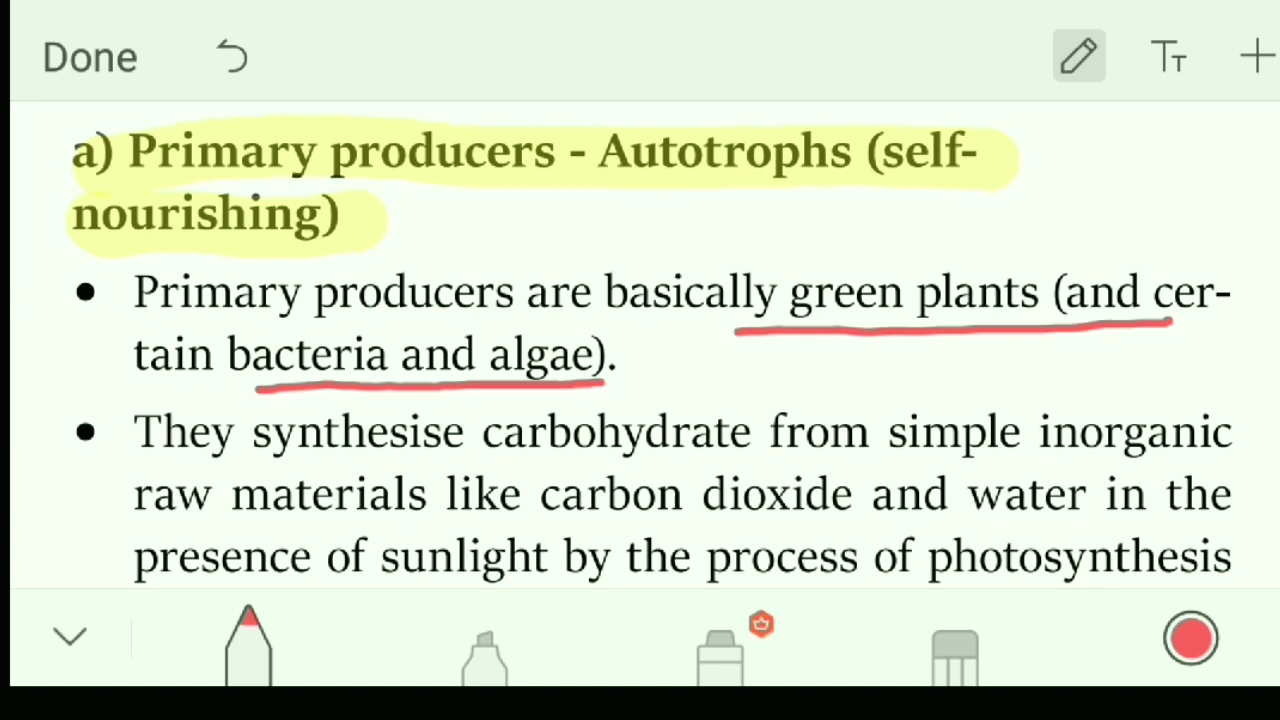 Done
a) Primary producers - Autotrophs (self-
nourishing)
• Primary producers are basically green plants (and cer-
tain bacteria and algae).
• They synthesise carbohydrate from simple inorganic
raw materials like carbon dioxide and water in the
presence of sunlight by the process of photosynthesis